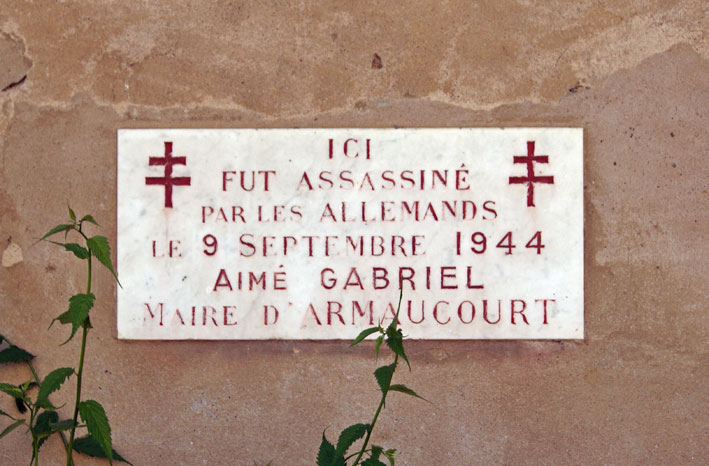 ICI
FUT ASSASSINÉ
PAR LES ALLEMANDS
LE 9 SEPTEMBRE 1944
AIMÉ GABRIEL
MAIRE D'ARMAUCOURT